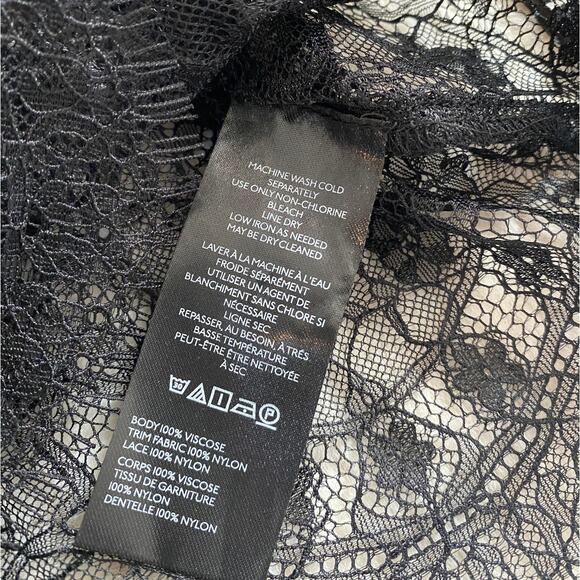 MACHINE WASH COLD
SEPARATELY
USE ONLY NON-CHLORINE
BLEACH
LINE DRY
LOW IRON AS NEEDED
MAY BE DRY CLEANED
LAVER À LA MACHINE À L'EAU
FROIDE SÉPARÉMENT
UTILISER UN AGENT DE
BLANCHIMENT SANS CHLORE SI
NÉCESSAIRE
LIGNE SEC
REPASSER, AU BESOIN, À TRÉS
BASSE TEMPÉRATURE
PEUT-ÊTRE ÊTRE NETTOYÉE
À SEC
30 P
BODY 100% VISCOSE
TRIM FABRIC 100% NYLON
LACE 100% NYLON
CORPS 100% VISCOSE
TISSU DE GARNITURE
100% NYLON
DENTELLE 100% NYLON